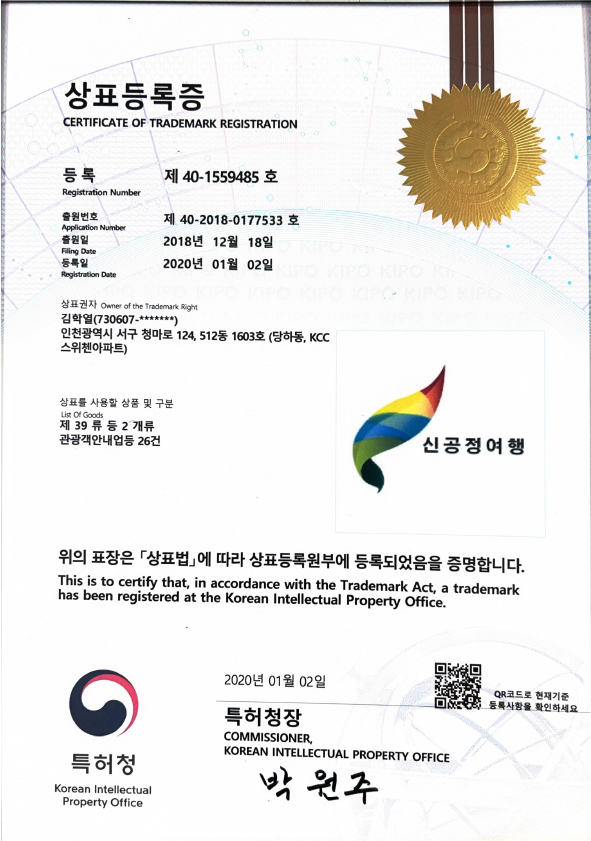 상표등록증
CERTIFICATE OF TRADEMARK REGISTRATION
등록 제 40-1559485 호
Registration Number
출원번호 제 40-2018-0177533 호
Application Number
출원일 2018년 12월 18일
Filing Date
등록일 2020년 01월 02일
Registration Date
상표권자 Owner of the Trademark Right
김학열(730607-*******)
인천광역시 서구 청마로 124, 512동 1603호 (당하동, KCC
스위첸아파트)
상표를 사용할 상품 및 구분
List Of Goods
제 39 류 등 2 개류
관광객안내업등 26건
신공정여행
위의 표장은 「상표법」에 따라 상표등록원부에 등록되었음을 증명합니다.
This is to certify that, in accordance with the Trademark Act, a trademark
has been registered at the Korean Intellectual Property Office.
2020년 01월 02일
QR코드로 현재기준
등록사항을 확인하세요
특허청장
COMMISSIONER,
KOREAN INTELLECTUAL PROPERTY OFFICE
박원주
특허청
Korean Intellectual
Property Office